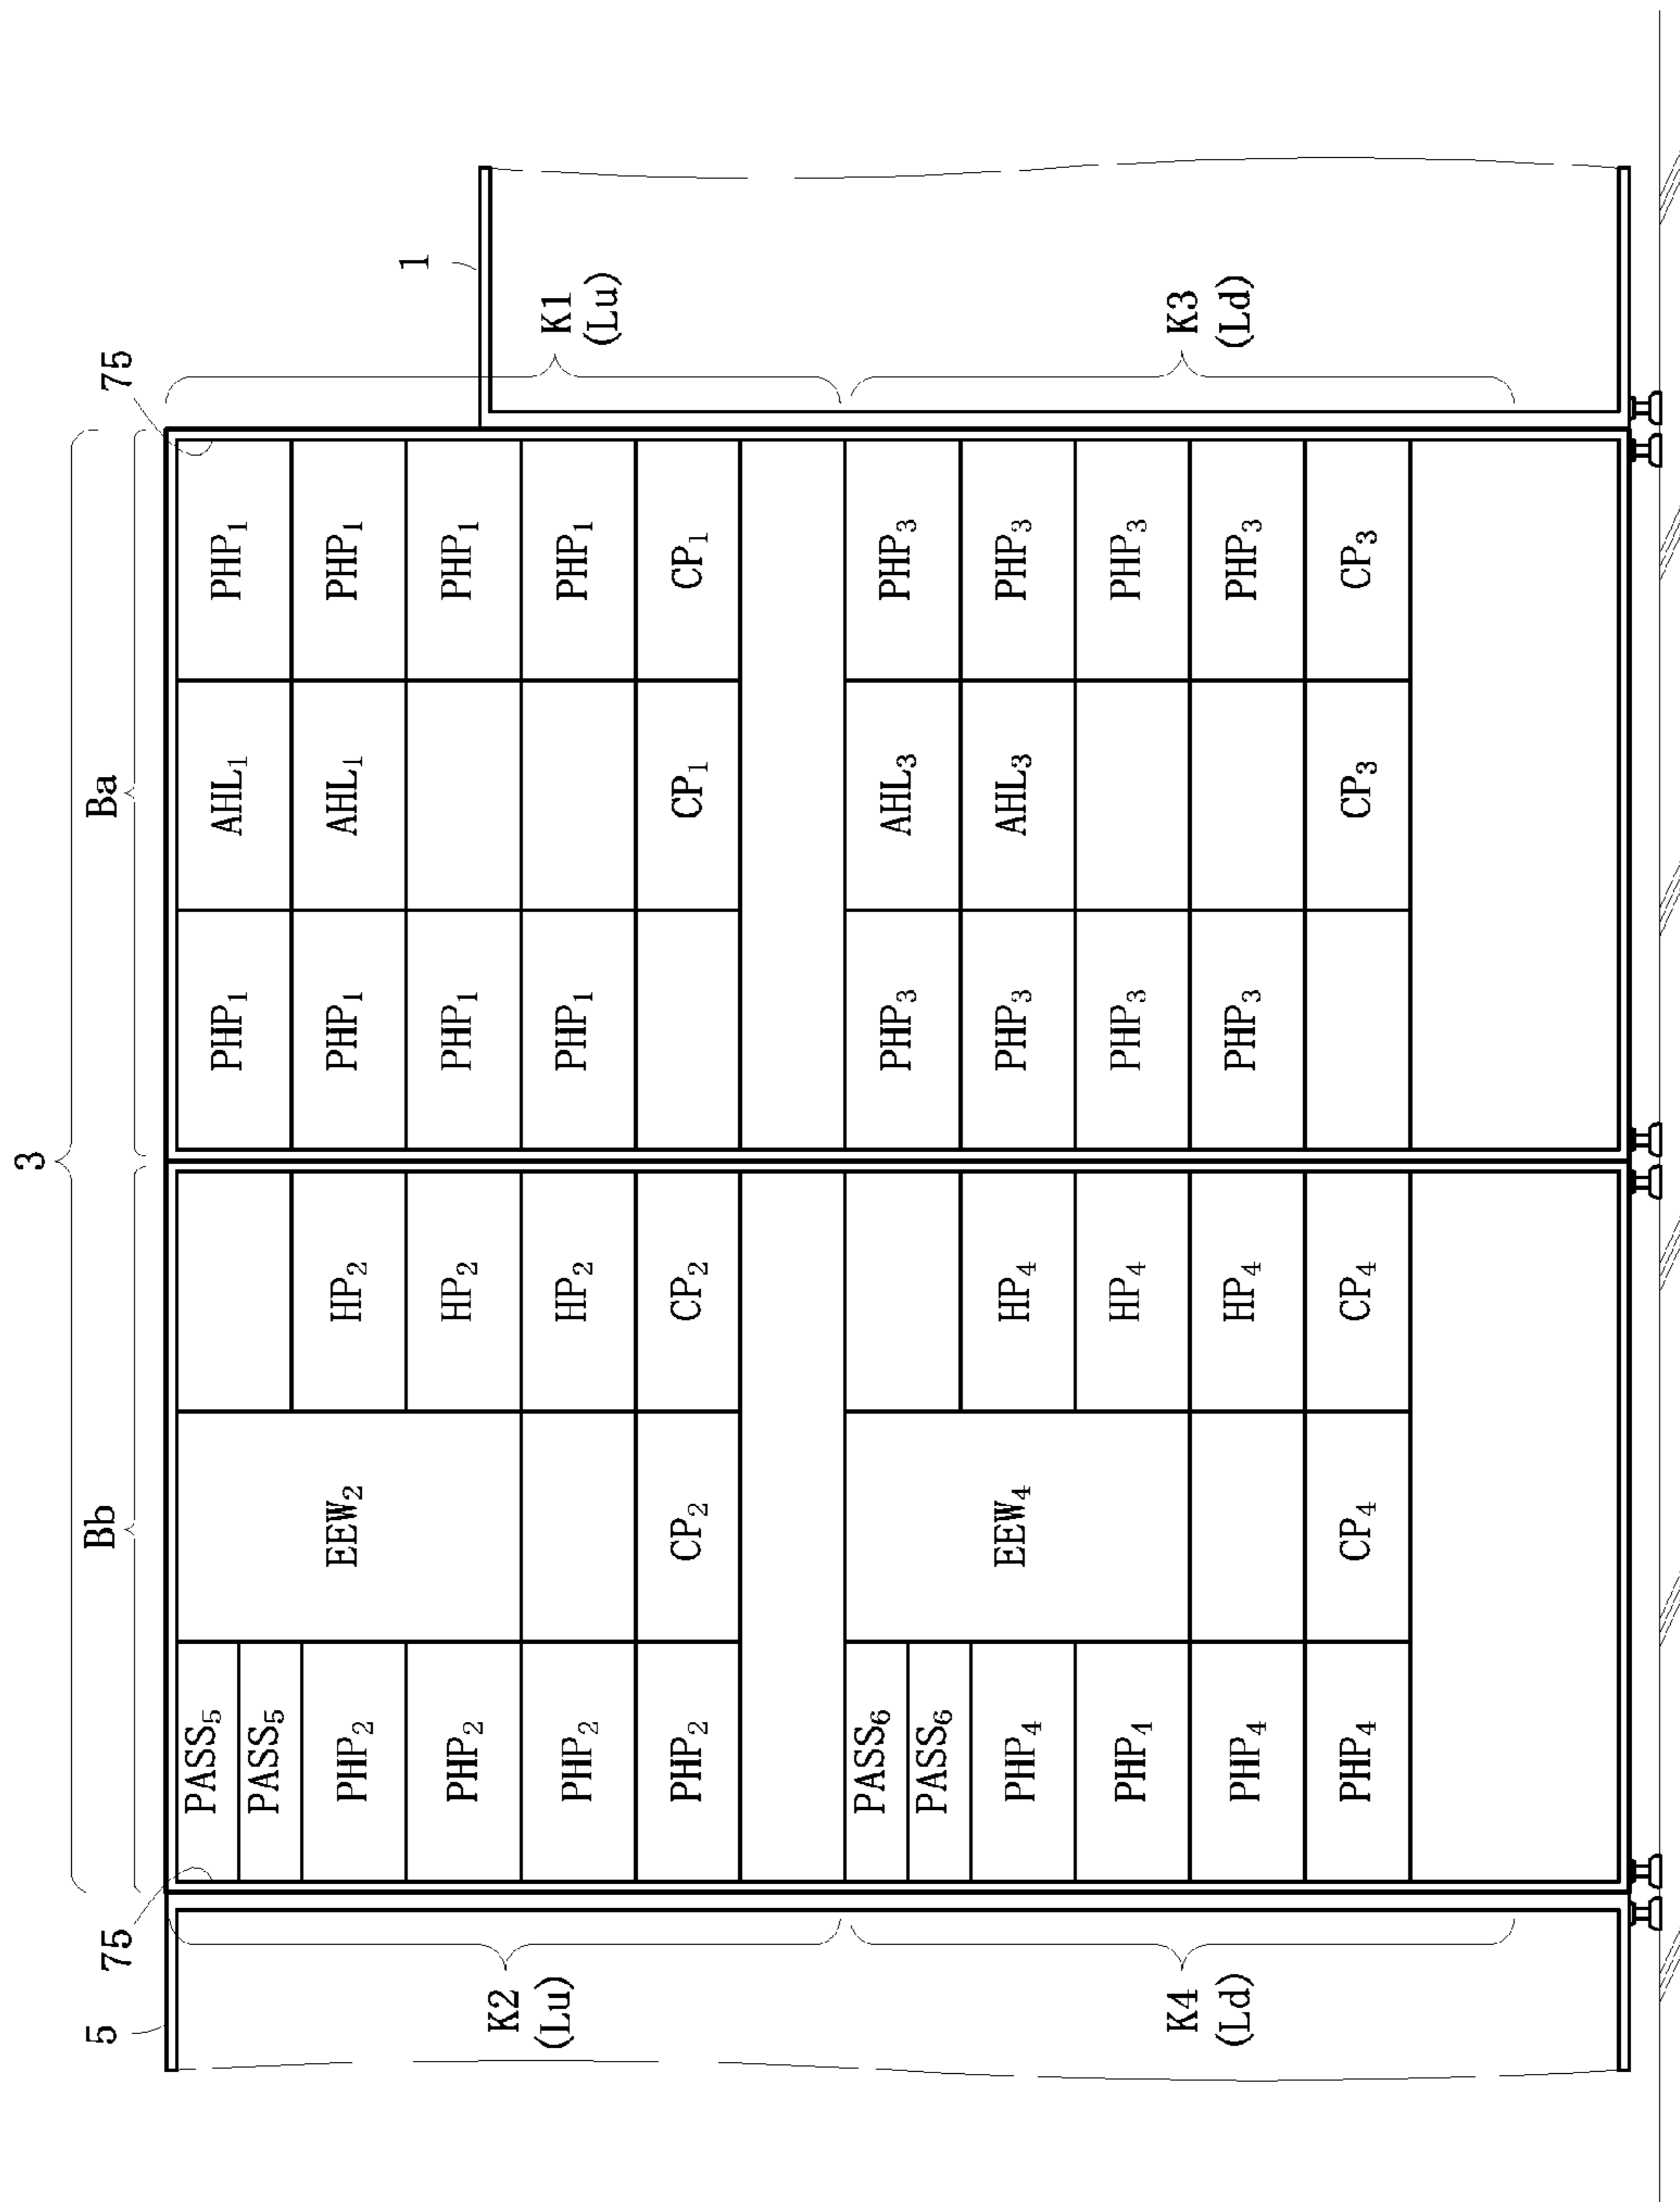 3
5 75 Bb Ba 75
PASS₅ PHP₁ AHL₁ PHP₁
PASS₅
PHP₂ EEW₂ HP₂ PHP₁ AHL₁ PHP₁
1
PHP₂ HP₂ PHP₁ PHP₁
K2 K1
(Lu) (Lu)
PHP₂ HP₂ PHP₁ PHP₁
PHP₂ CP₂ CP₂ CP₁ CP₁
PASS₆ PHP₃ AHL₃ PHP₃
PASS₆
PHP₄ EEW₄ HP₄ PHP₃ AHL₃ PHP₃
PHP₄ HP₄ PHP₃ PHP₃
K4 K3
(Ld) (Ld)
PHP₄ HP₄ PHP₃ PHP₃
PHP₄ CP₄ CP₄ CP₃ CP₃